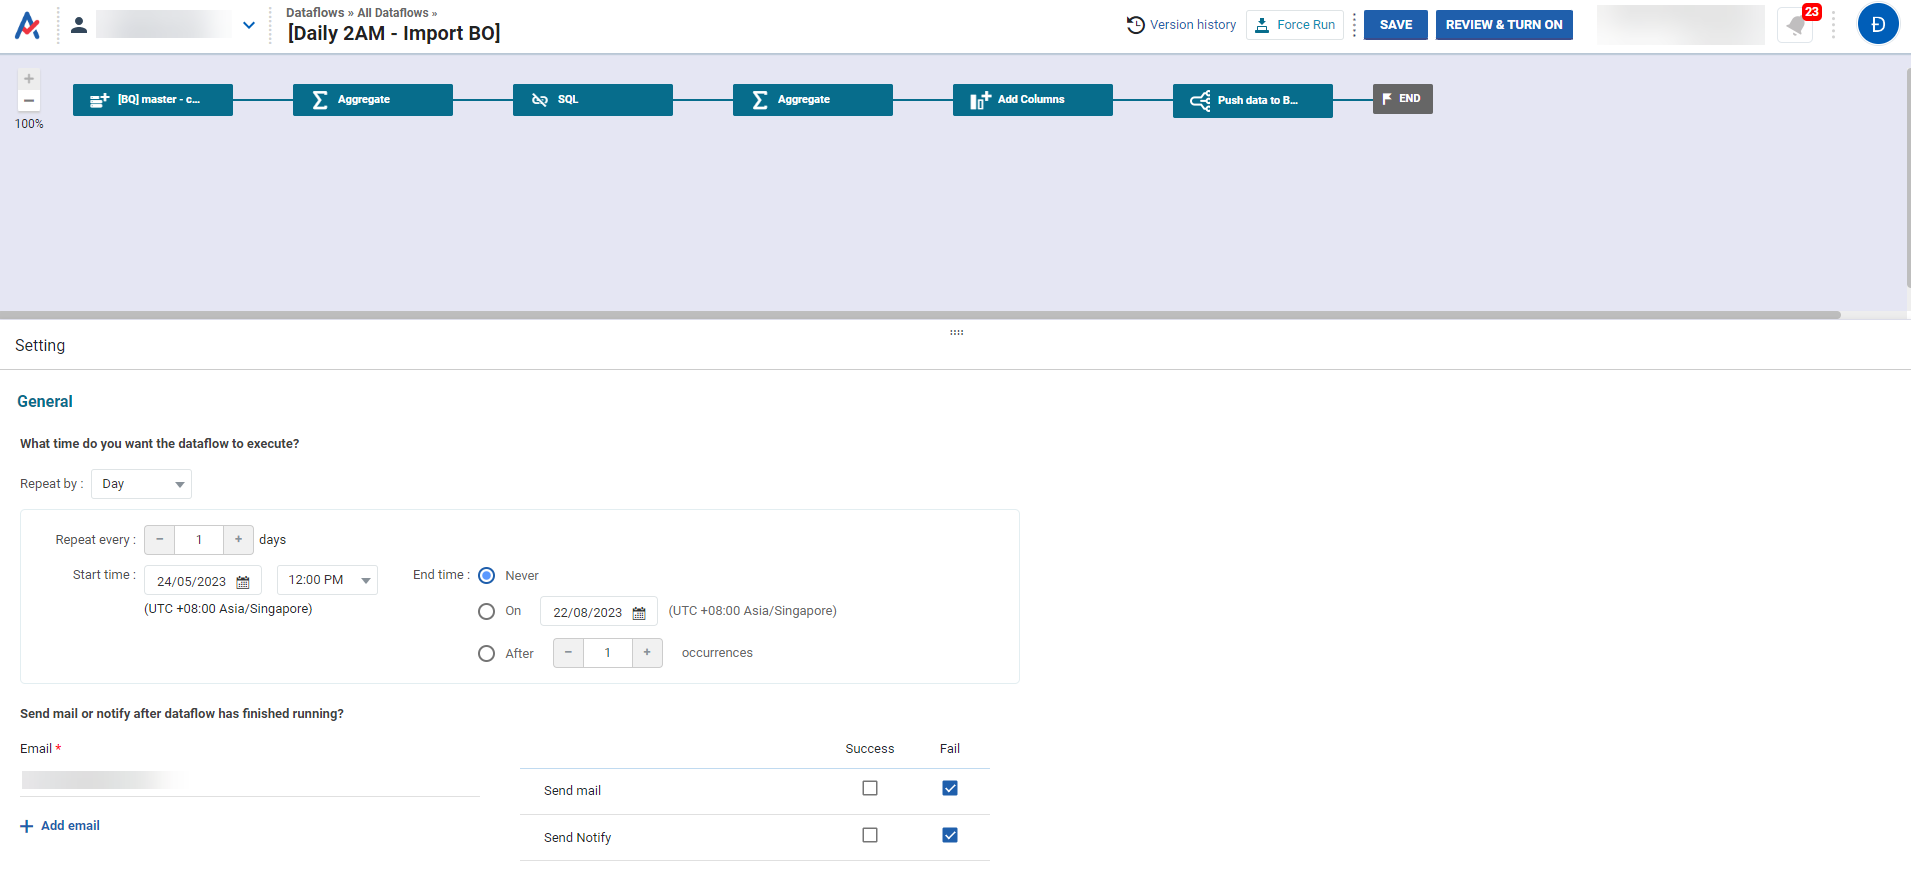 Dataflows » All Dataflows »
[Daily 2AM - Import BO]
Version history
Force Run
SAVE
REVIEW & TURN ON
23
Đ
+
−
100%
[BQ] master - c...
Aggregate
SQL
Aggregate
Add Columns
Push data to B...
END
Setting
General
What time do you want the dataflow to execute?
Repeat by : Day
Repeat every : − 1 + days
Start time : 24/05/2023 12:00 PM
(UTC +08:00 Asia/Singapore)
End time : Never
On 22/08/2023 (UTC +08:00 Asia/Singapore)
After − 1 + occurrences
Send mail or notify after dataflow has finished running?
Email *
Success Fail
Send mail
Add email
Send Notify